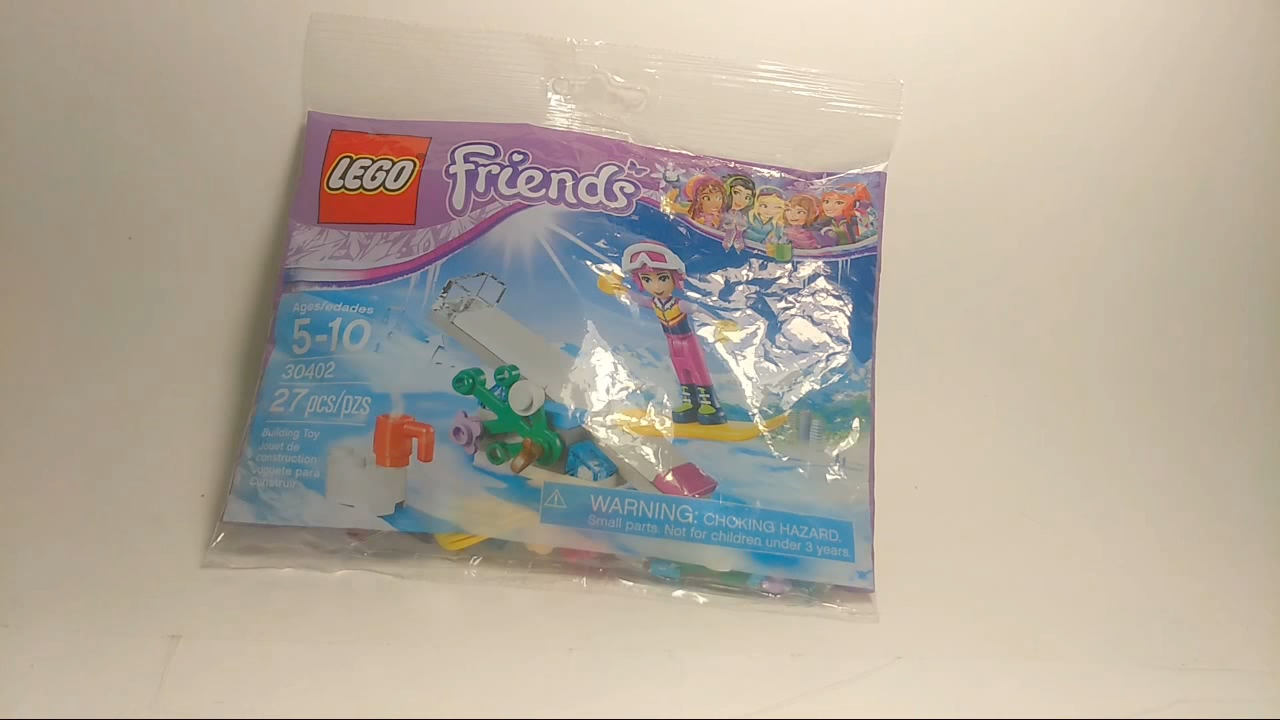 LEGO
friends
Ages/edades
5-10
30402
27 pcs/pzs
Building Toy
Jouet de
construction
Juguete para
construir
WARNING: CHOKING HAZARD.
Small parts. Not for children under 3 years.